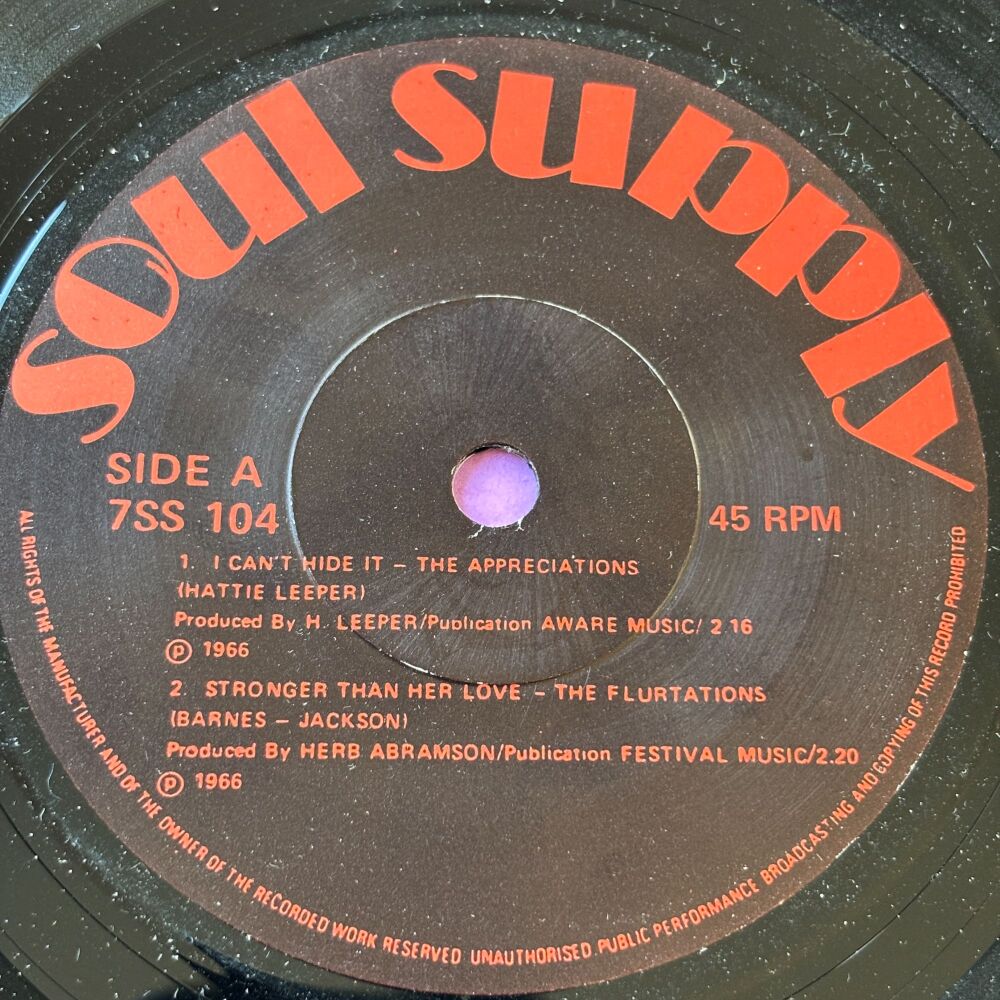 soul supply
SIDE A
7SS 104
45 RPM
1. I CAN'T HIDE IT – THE APPRECIATIONS
(HATTIE LEEPER)
Produced By H. LEEPER/Publication AWARE MUSIC/ 2.16
℗ 1966
2. STRONGER THAN HER LOVE – THE FLURTATIONS
(BARNES – JACKSON)
Produced By HERB ABRAMSON/Publication FESTIVAL MUSIC/2.20
℗ 1966
ALL RIGHTS OF THE MANUFACTURER AND OF THE OWNER OF THE RECORDED WORK RESERVED UNAUTHORISED PUBLIC PERFORMANCE BROADCASTING AND COPYING OF THIS RECORD PROHIBITED